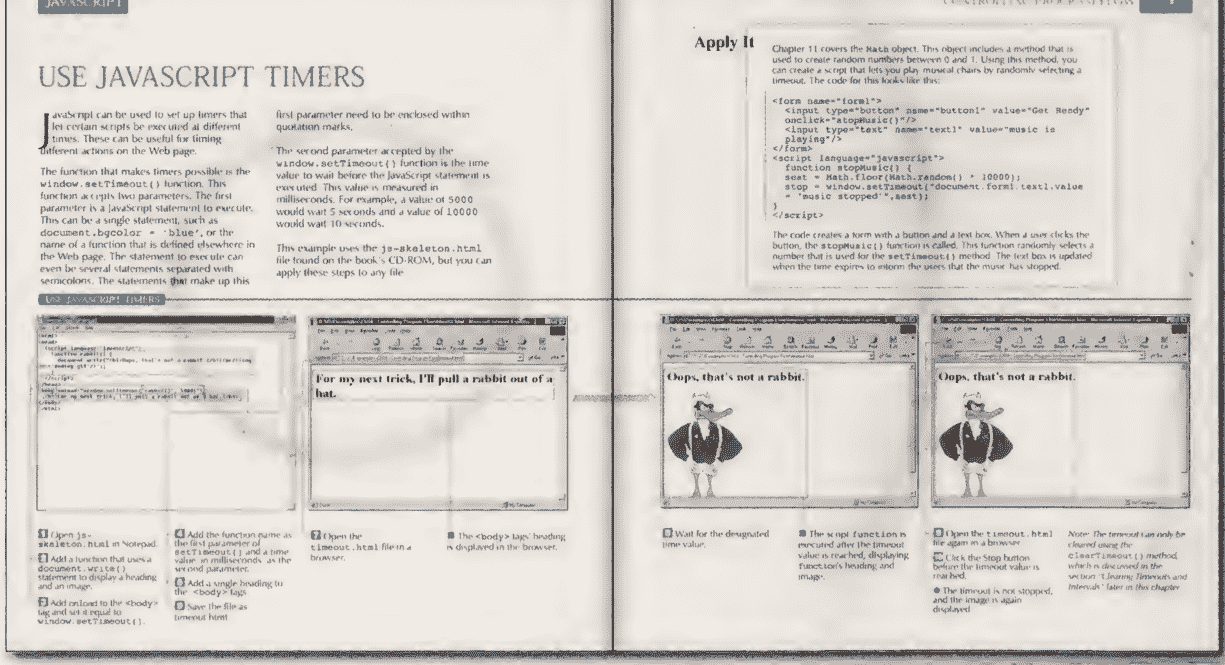 JAVASCRIPT
USE JAVASCRIPT TIMERS
JavaScript can be used to set up timers that
let certain scripts be executed at different
times. These can be useful for timing
different actions on the Web page.
The function that makes timers possible is the
window.setTimeout() function. This
function accepts two parameters. The first
parameter is a JavaScript statement to execute.
This can be a single statement, such as
document.bgcolor = 'blue', or the
name of a function that is defined elsewhere in
the Web page. The statement to execute can
even be several statements separated with
semicolons. The statements that make up this
first parameter need to be enclosed within
quotation marks.
The second parameter accepted by the
window.setTimeout() function is the time
value to wait before the JavaScript statement is
executed. This value is measured in
milliseconds. For example, a value of 5000
would wait 5 seconds and a value of 10000
would wait 10 seconds.
This example uses the js-skeleton.html
file found on the book's CD-ROM, but you can
apply these steps to any file
Apply It
Chapter 11 covers the Math object. This object includes a method that is
used to create random numbers between 0 and 1. Using this method, you
can create a script that lets you play musical chairs by randomly selecting a
timeout. The code for this looks like this:
<form name="form1">
<input type="button" name="button1" value="Get Ready"
onclick="stopMusic()"/>
<input type="text" name="text1" value="music is
playing"/>
</form>
<script language="javascript">
function stopMusic() {
seat = Math.floor(Math.random() * 10000);
stop = window.setTimeout("document.form1.text1.value
= 'music stopped'",seat);
}
</script>
The code creates a form with a button and a text box. When a user clicks the
button, the stopMusic() function is called. This function randomly selects a
number that is used for the setTimeout() method. The text box is updated
when the time expires to inform the users that the music has stopped.
USE JAVASCRIPT TIMERS
For my next trick, I'll pull a rabbit out of a
hat.
Oops, that's not a rabbit.
Oops, that's not a rabbit.
1 Open js-
skeleton.html in Notepad.
Add a function that uses a
document.write()
statement to display a heading
and an image.
3 Add onload to the <body>
tag and set it equal to
window.setTimeout().
4 Add the function name as
the first parameter of
setTimeout() and a time
value in milliseconds as the
second parameter.
5 Add a single heading to
the <body> tags
Save the file as
timeout.html
7 Open the
timeout.html file in a
browser.
■ The <body> tags' heading
is displayed in the browser.
Wait for the designated
time value.
■ The script function is
executed after the timeout
value is reached, displaying
function's heading and
image.
Open the timeout.html
file again in a browser
Click the Stop button
before the timeout value is
reached.
■ The timeout is not stopped,
and the image is again
displayed
Note: The timeout can only be
cleared using the
clearTimeout() method,
which is discussed in the
section "Clearing Timeouts and
Intervals" later in this chapter